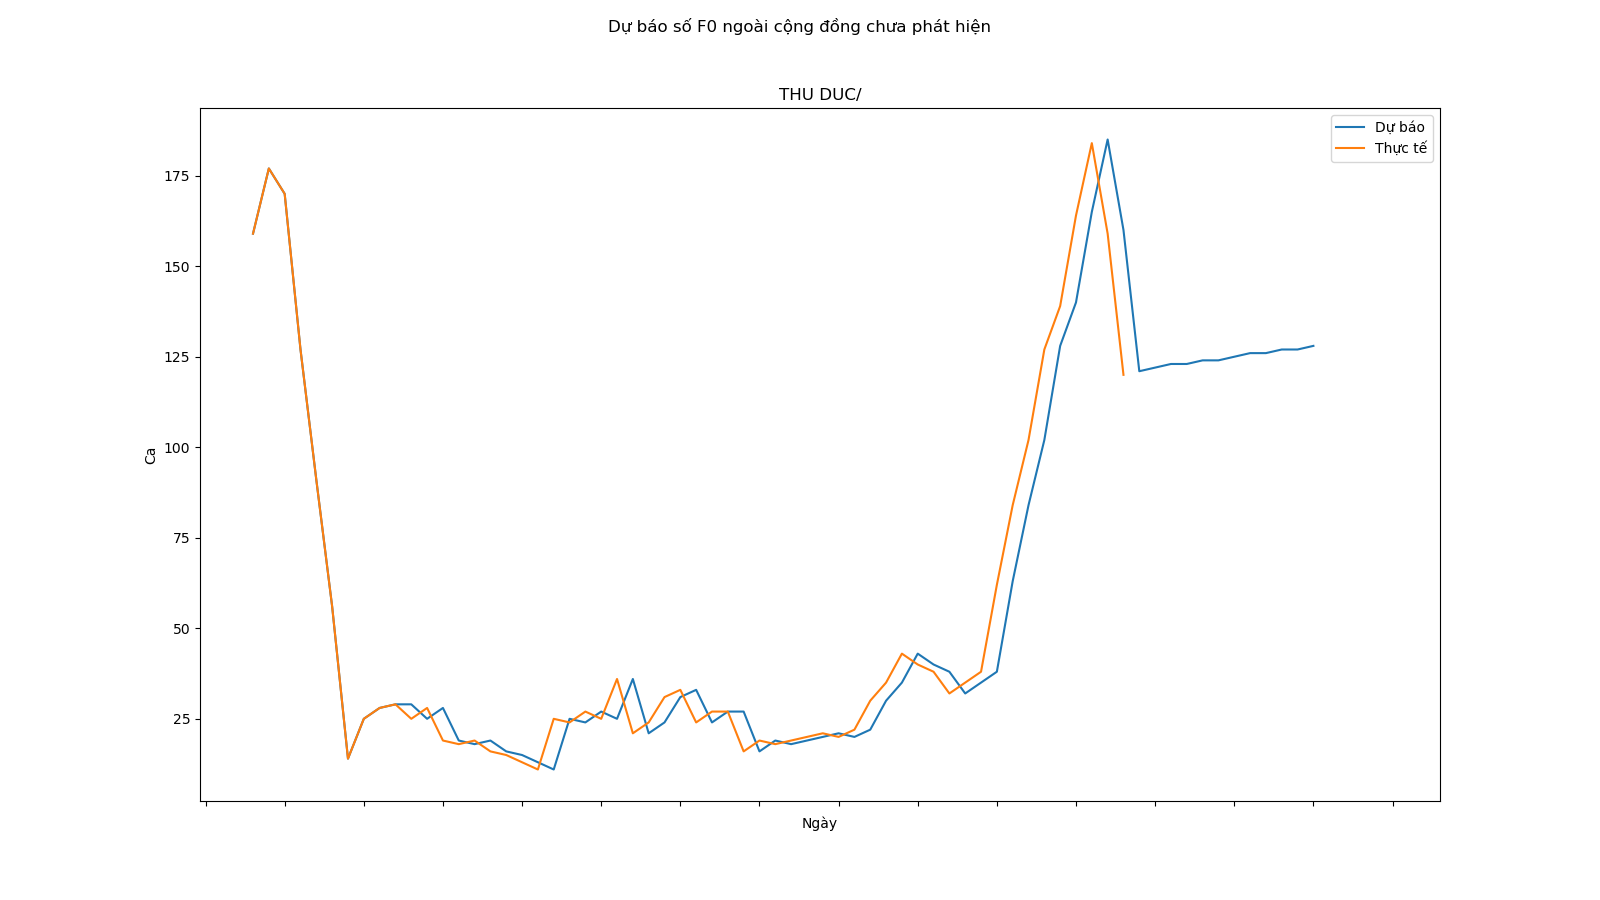 Dự báo số F0 ngoài cộng đồng chưa phát hiện
THU DUC/
Dự báo
Thực tế
175
150
125
100
75
50
25
Ca
Ngày